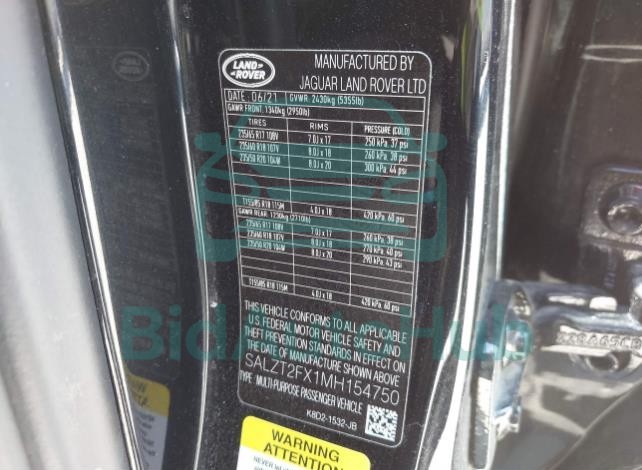 LAND
ROVER
MANUFACTURED BY
JAGUAR LAND ROVER LTD
DATE: 06/21 GVWR: 2430kg (5355lb)
GAWR FRONT: 1340kg (2950lb)
TIRES RIMS PRESSURE (COLD)
235/65 R17 108V 7.0J x 17 250 kPa, 37 psi
235/60 R18 107V 8.0J x 18 260 kPa, 38 psi
235/50 R20 104W 8.0J x 20 300 kPa, 44 psi
T155/85 R18 115M 4.0J x 18 420 kPa, 60 psi
GAWR REAR: 1230kg (2710lb)
235/65 R17 108V 7.0J x 17 260 kPa, 38 psi
235/60 R18 107V 8.0J x 18 270 kPa, 40 psi
235/50 R20 104W 8.0J x 20 290 kPa, 43 psi
T155/85 R18 115M 4.0J x 18 420 kPa, 60 psi
THIS VEHICLE CONFORMS TO ALL APPLICABLE
U.S. FEDERAL MOTOR VEHICLE SAFETY AND
THEFT PREVENTION STANDARDS IN EFFECT ON
THE DATE OF MANUFACTURE SHOWN ABOVE
SALZT2FX1MH154750
TYPE: MULTI-PURPOSE PASSENGER VEHICLE
K8D2-1532-JB
WARNING
ATTENTION
BidAutoHub